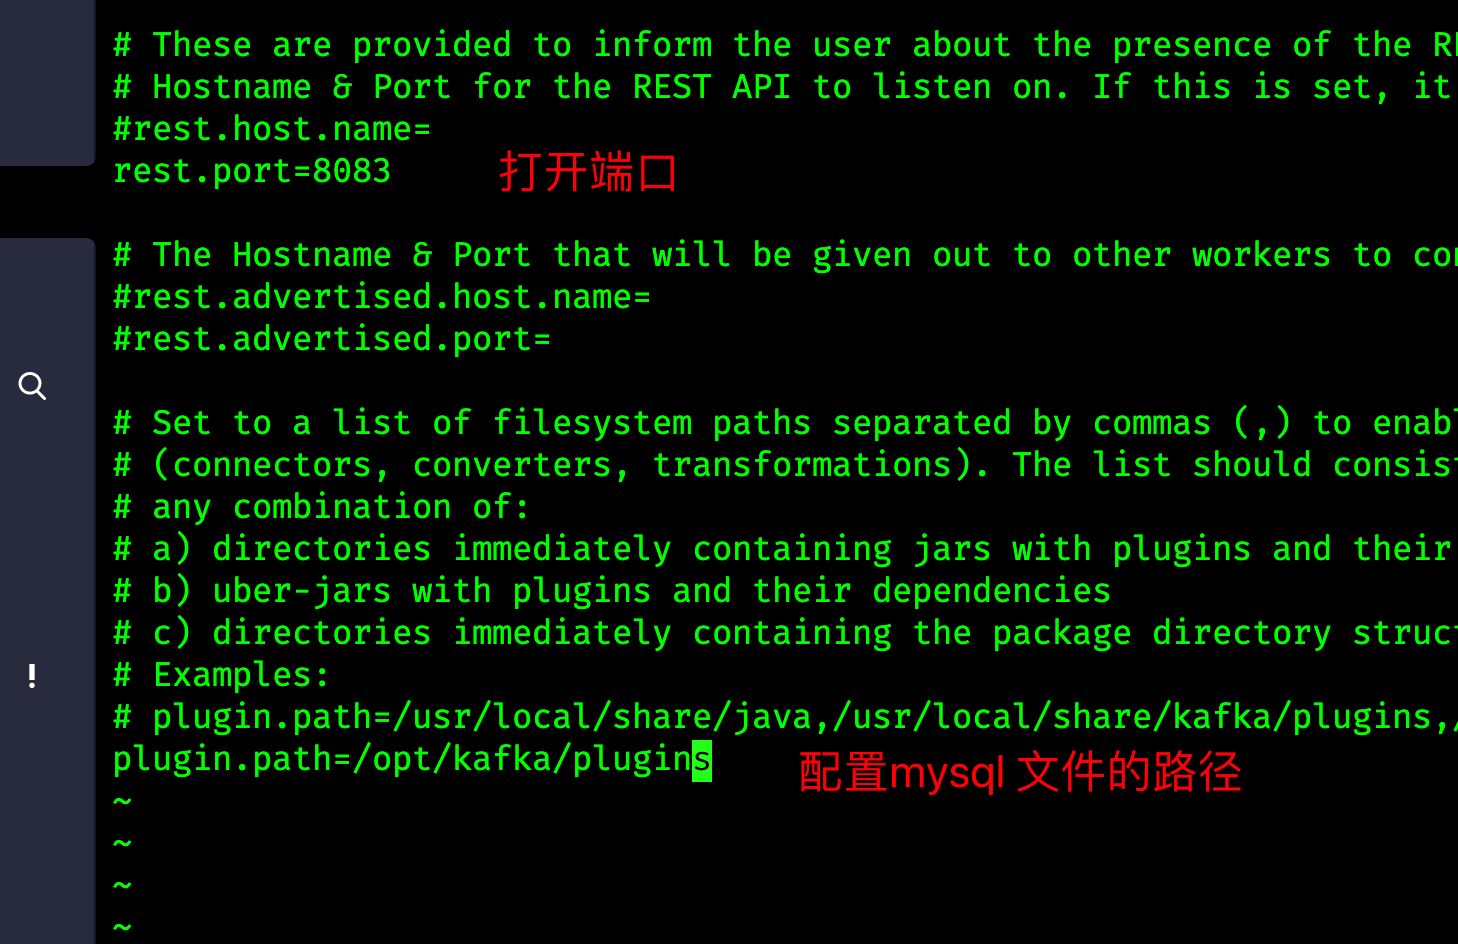 # These are provided to inform the user about the presence of the
# Hostname & Port for the REST API to listen on. If this is set, it
#rest.host.name=
rest.port=8083 打开端口
# The Hostname & Port that will be given out to other workers to
#rest.advertised.host.name=
#rest.advertised.port=
# Set to a list of filesystem paths separated by commas (,) to
# (connectors, converters, transformations). The list should
# any combination of:
# a) directories immediately containing jars with plugins and their
# b) uber-jars with plugins and their dependencies
# c) directories immediately containing the package directory
# Examples:
# plugin.path=/usr/local/share/java,/usr/local/share/kafka/plugins,/
plugin.path=/opt/kafka/plugins 配置mysql 文件的路径
~
~
~
~